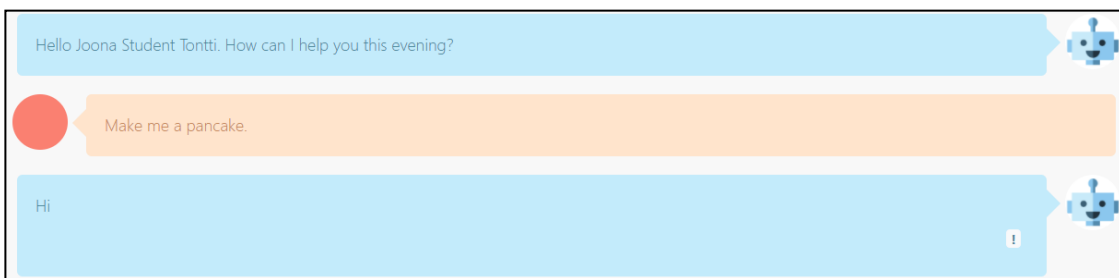 Hello Joona Student Tontti. How can I help you this evening?
Make me a pancake.
Hi
!